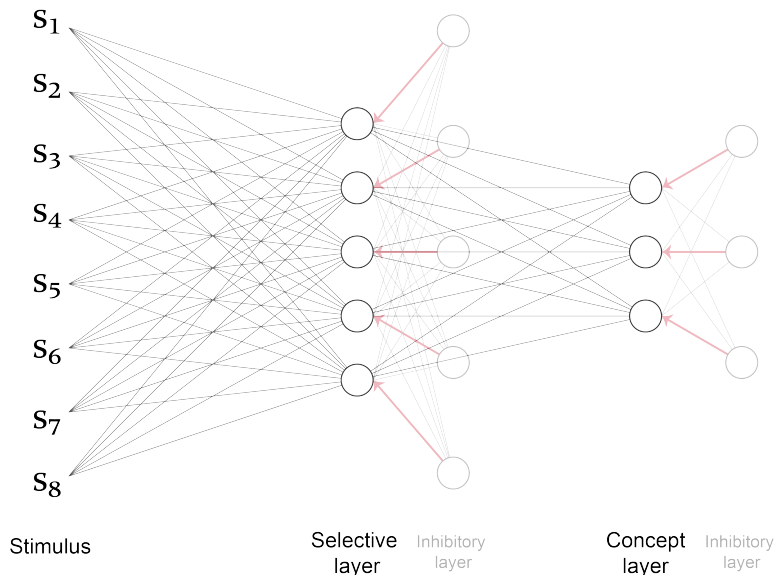 s1
s2
s3
s4
s5
s6
s7
s8
Stimulus
Selective
layer
Inhibitory
layer
Concept
layer
Inhibitory
layer